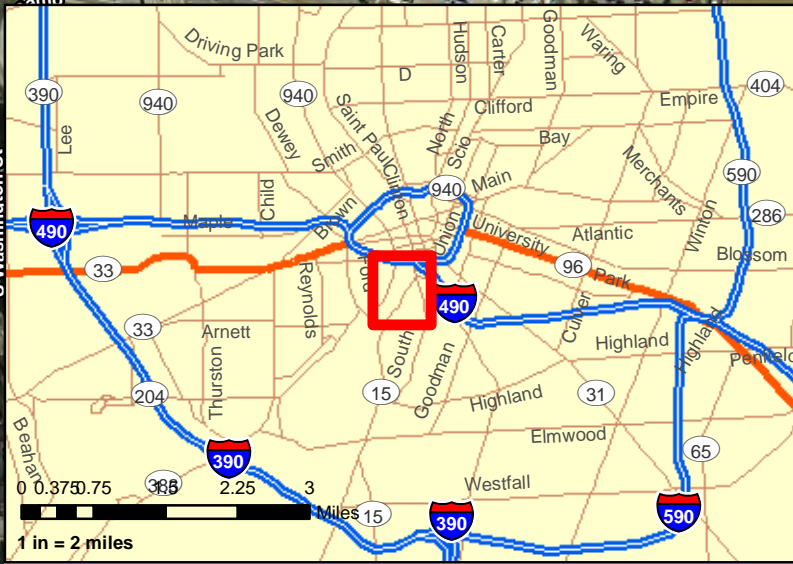 Driving Park
Hudson
Carter
Goodman
Waring
390
940
940
D
404
Lee
Dewey
Saint Paul
North
Scio
Clifford
Empire
Smith
Clinton
Bay
Merchants
590
Child
Brown
940
Main
286
490
Maple
Union
University
Atlantic
Winton
Blossom
33
Ford
96
Park
Reynolds
490
Culver
33
Arnett
Highland
Highland
Penfield
Thurston
South
Goodman
204
15
Highland
31
Beahan
Elmwood
390
65
383
Westfall
0 0.375 0.75 1.5 2.25 3
Miles
15
390
590
1 in = 2 miles